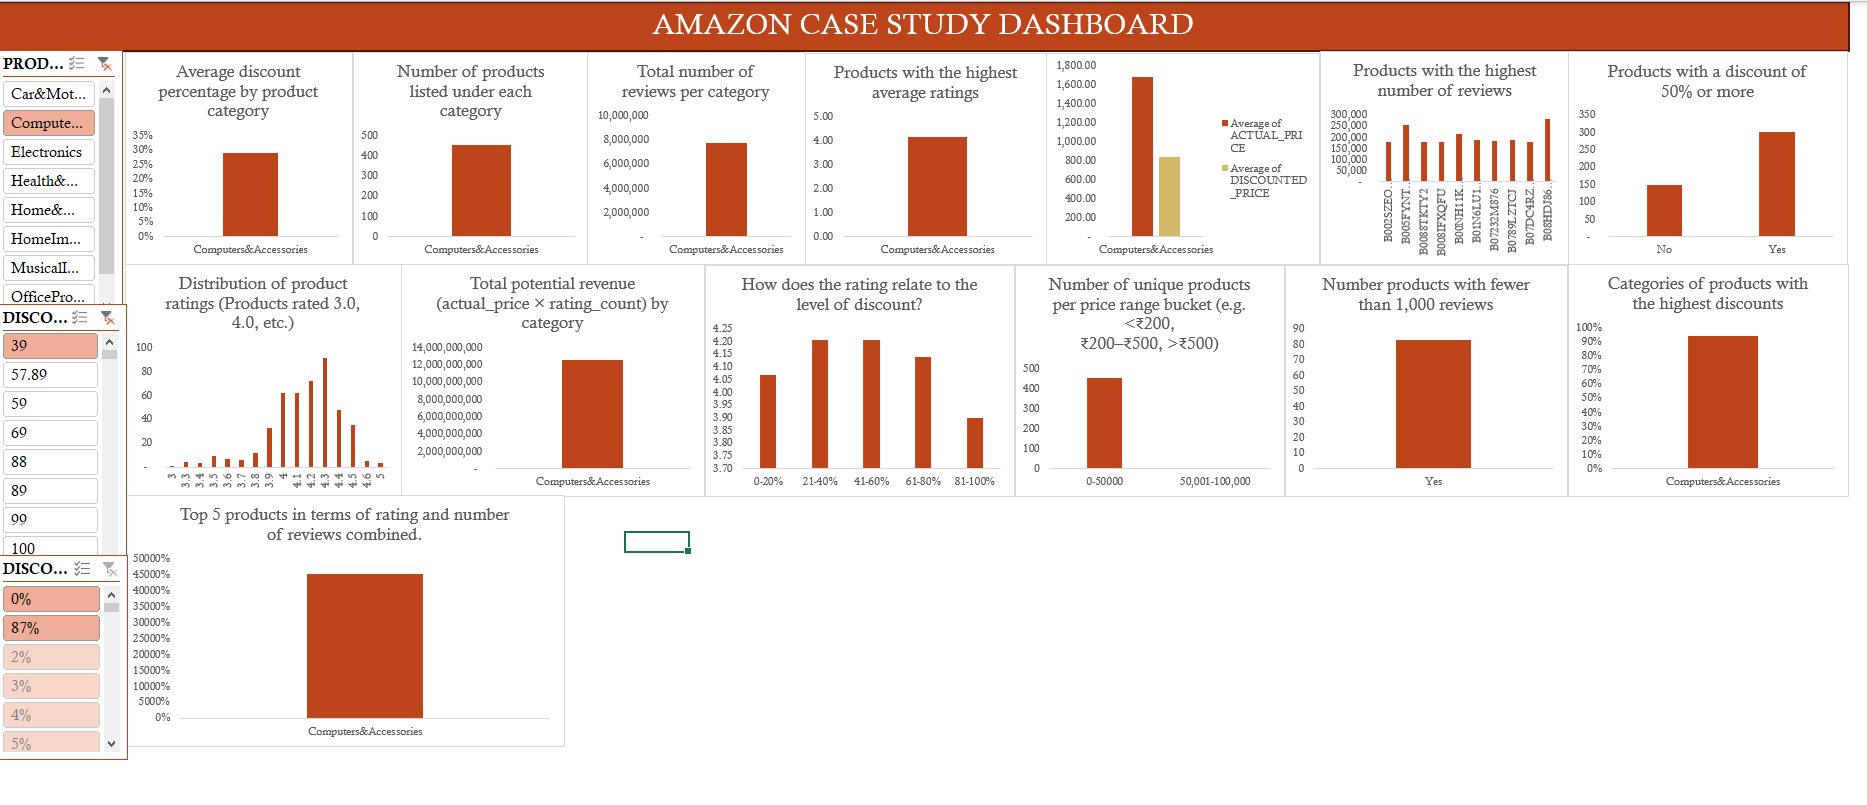 AMAZON CASE STUDY DASHBOARD
PROD...
Car&Mot...
Compute...
Electronics
Health&...
Home&...
HomeIm...
MusicalI...
OfficePro...
DISCO...
39
57.89
59
69
88
89
99
100
DISCO...
0%
87%
2%
3%
4%
5%
Average discount
percentage by product
category
35%
30%
25%
20%
15%
10%
5%
0%
Computers&Accessories
Number of products
listed under each
category
500
400
300
200
100
0
Computers&Accessories
Total number of
reviews per category
10,000,000
8,000,000
6,000,000
4,000,000
2,000,000
-
Computers&Accessories
Products with the highest
average ratings
5.00
4.00
3.00
2.00
1.00
0.00
Computers&Accessories
1,800.00
1,600.00
1,400.00
1,200.00
1,000.00
800.00
600.00
400.00
200.00
-
Computers&Accessories
Average of
ACTUAL_PRI
CE
Average of
DISCOUNTED
_PRICE
Products with the highest
number of reviews
300,000
250,000
200,000
150,000
100,000
50,000
-
B002SZEO...
B005FYNT...
B0088TKTY2
B008IFXQFU
B00NH11K...
B01N6LU1...
B07232M876
B0789LZTCJ
B07DC4RZ...
B08HDJ86...
Products with a discount of
50% or more
350
300
250
200
150
100
50
-
No Yes
Distribution of product
ratings (Products rated 3.0,
4.0, etc.)
100
80
60
40
20
-
3 3.3 3.4 3.5 3.6 3.7 3.8 3.9 4 4.1 4.2 4.3 4.4 4.5 4.6 5
Total potential revenue
(actual_price × rating_count) by
category
14,000,000,000
12,000,000,000
10,000,000,000
8,000,000,000
6,000,000,000
4,000,000,000
2,000,000,000
-
Computers&Accessories
How does the rating relate to the
level of discount?
4.25
4.20
4.15
4.10
4.05
4.00
3.95
3.90
3.85
3.80
3.75
3.70
0-20% 21-40% 41-60% 61-80% 81-100%
Number of unique products
per price range bucket (e.g.
<₹200,
₹200–₹500, >₹500)
500
400
300
200
100
0
0-50000 50,001-100,000
Number products with fewer
than 1,000 reviews
90
80
70
60
50
40
30
20
10
0
Yes
Categories of products with
the highest discounts
100%
90%
80%
70%
60%
50%
40%
30%
20%
10%
0%
Computers&Accessories
Top 5 products in terms of rating and number
of reviews combined.
50000%
45000%
40000%
35000%
30000%
25000%
20000%
15000%
10000%
5000%
0%
Computers&Accessories